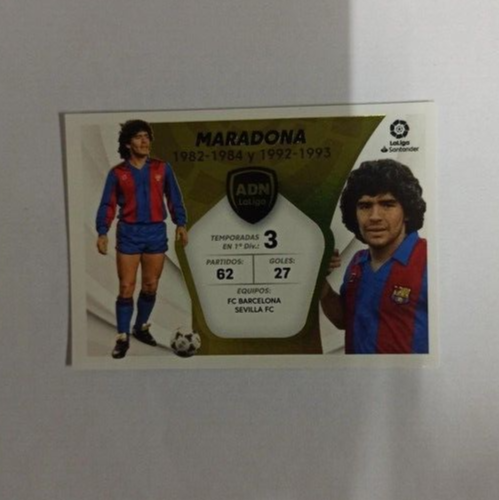 MARADONA
1982-1984 y 1992-1993
LaLiga
Santander
ADN
LaLiga
TEMPORADAS
EN 1ª Div.: 3
PARTIDOS: GOLES:
62 27
EQUIPOS:
FC BARCELONA
SEVILLA FC